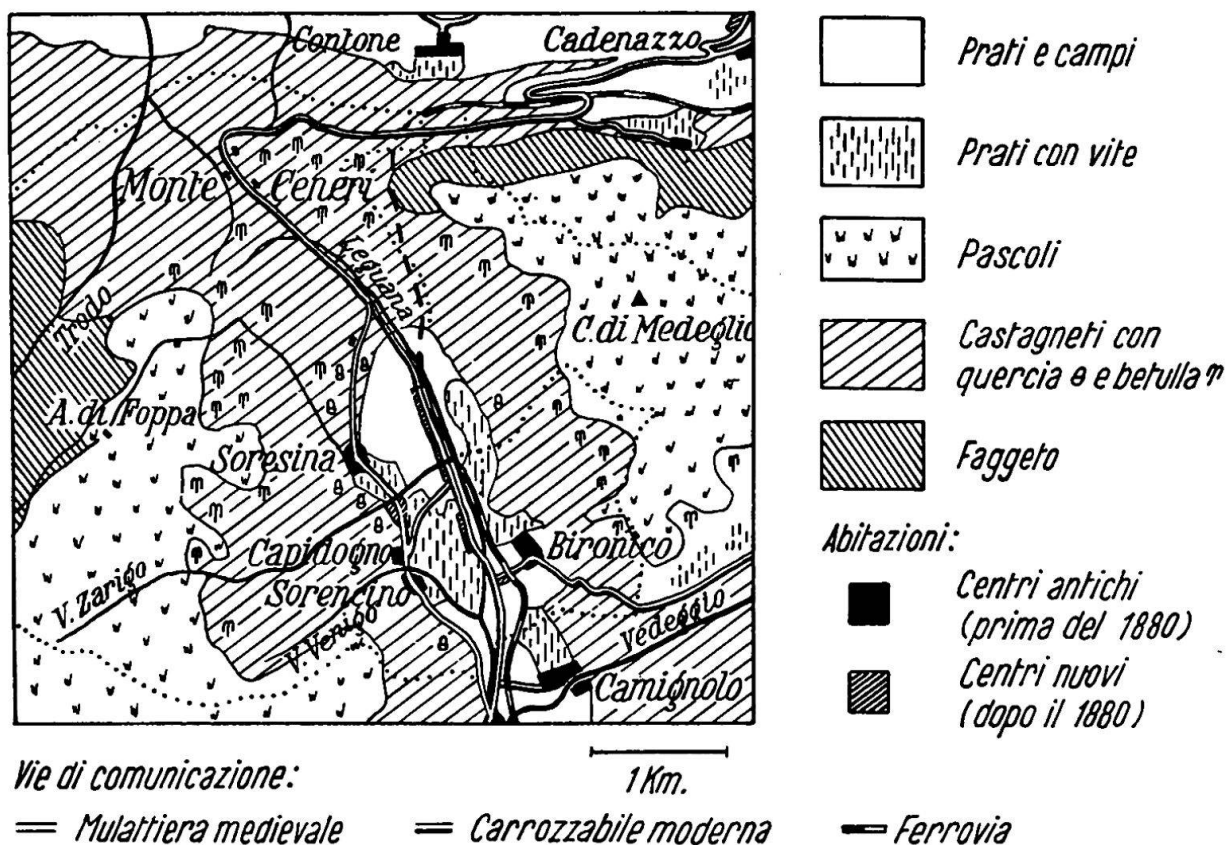 Contone
Cadenazzo
Monte Ceneri
Leguana
Trodo
C. di Medeglio
A. di Foppa
Soresina
Capidogno
Bironico
Sorencino
V. Zarigo
V. Venigo
Vedeggio
Camignolo
Prati e campi
Prati con vite
Pascoli
Castagneti con
quercia e betulla
Faggeto
Abitazioni:
Centri antichi
(prima del 1880)
Centri nuovi
(dopo il 1880)
1 Km.
Vie di comunicazione:
Mulattiera medievale
Carrozzabile moderna
Ferrovia